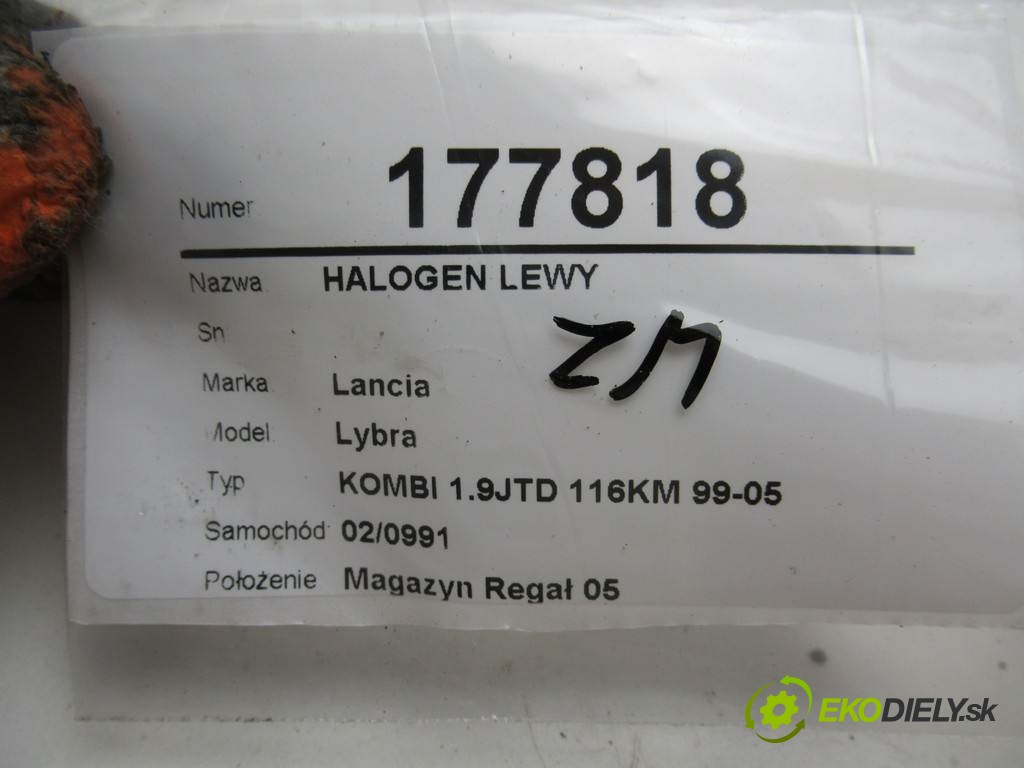 Numer 177818
Nazwa HALOGEN LEWY
Sn
ZM
Marka Lancia
Model Lybra
Typ KOMBI 1.9JTD 116KM 99-05
Samochód 02/0991
Położenie Magazyn Regał 05
EKODIELY.sk